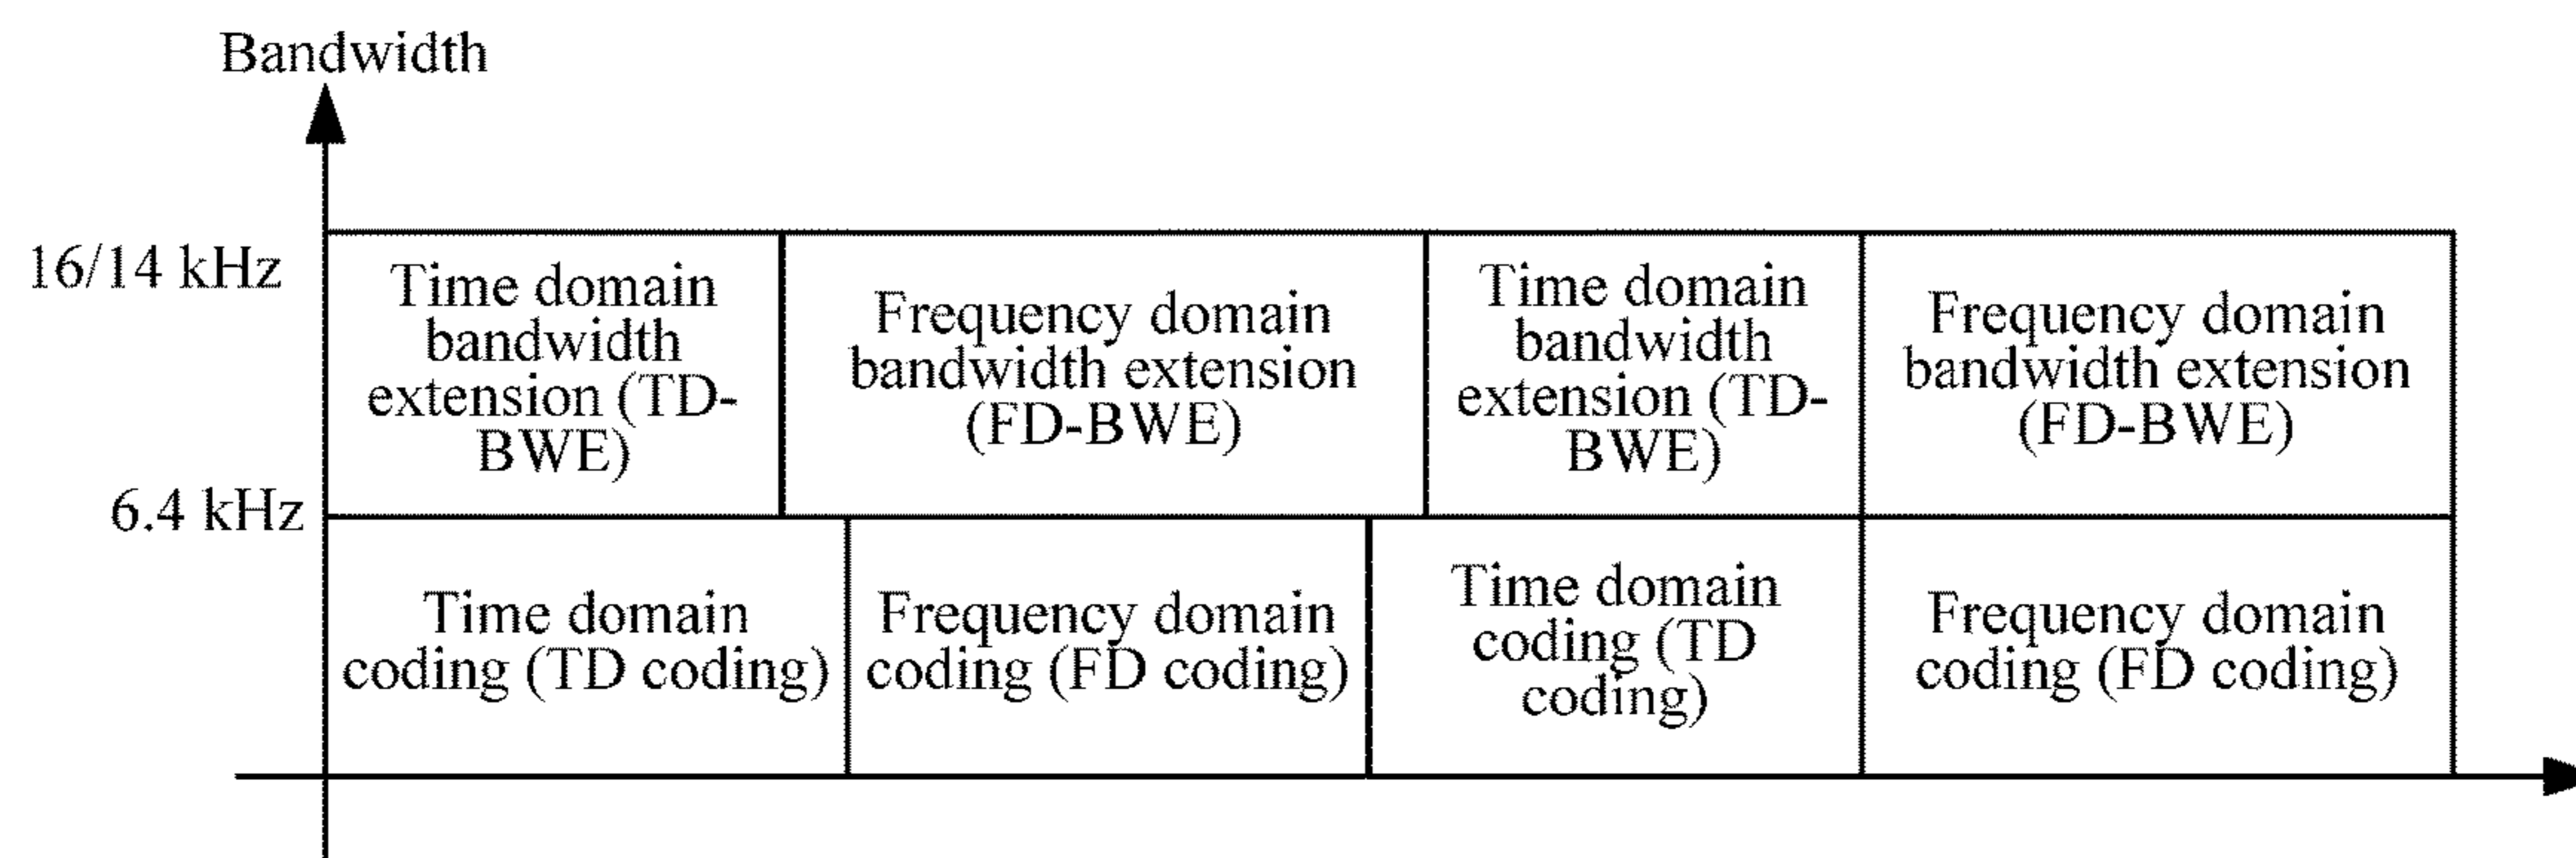 Bandwidth
16/14 kHz
Time domain
bandwidth
extension (TD-
BWE)
Frequency domain
bandwidth extension
(FD-BWE)
Time domain
bandwidth
extension (TD-
BWE)
Frequency domain
bandwidth extension
(FD-BWE)
6.4 kHz
Time domain
coding (TD coding)
Frequency domain
coding (FD coding)
Time domain
coding (TD
coding)
Frequency domain
coding (FD coding)